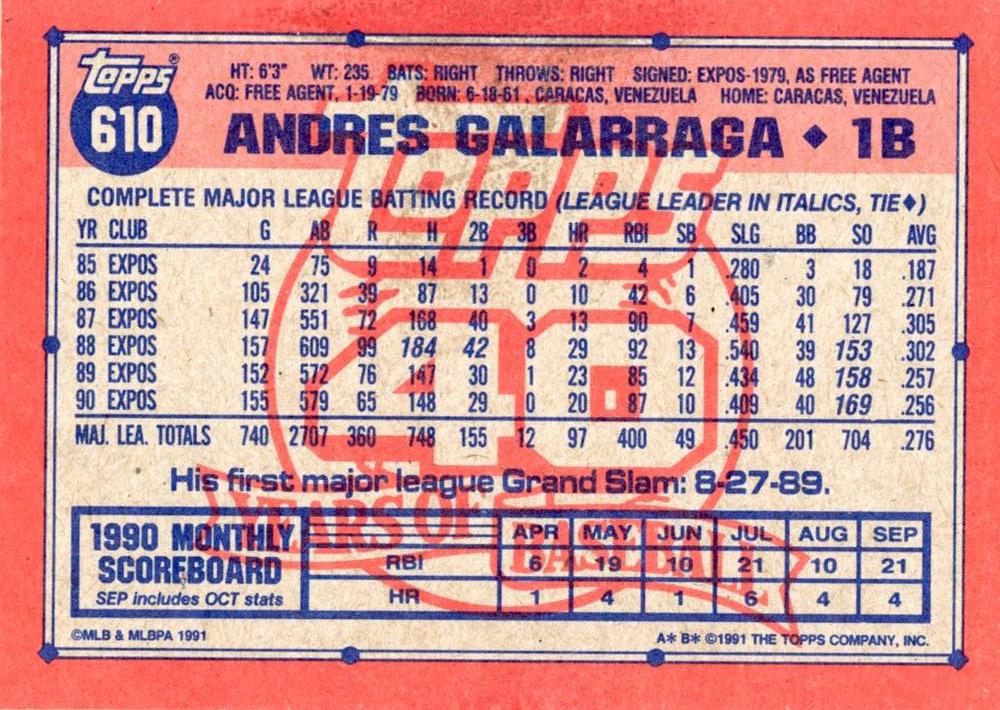 Topps®
610
HT: 6'3" WT: 235 BATS: RIGHT THROWS: RIGHT SIGNED: EXPOS-1979, AS FREE AGENT
ACQ: FREE AGENT, 1-19-79 BORN: 6-18-61, CARACAS, VENEZUELA HOME: CARACAS, VENEZUELA
ANDRES GALARRAGA ◆ 1B
COMPLETE MAJOR LEAGUE BATTING RECORD (LEAGUE LEADER IN ITALICS, TIE◆)
YR CLUB G AB R H 2B 3B HR RBI SB SLG BB SO AVG
85 EXPOS 24 75 9 14 1 0 2 4 1 .280 3 18 .187
86 EXPOS 105 321 39 87 13 0 10 42 6 .405 30 79 .271
87 EXPOS 147 551 72 168 40 3 13 90 7 .459 41 127 .305
88 EXPOS 157 609 99 184 42 8 29 92 13 .540 39 153 .302
89 EXPOS 152 572 76 147 30 1 23 85 12 .434 48 158 .257
90 EXPOS 155 579 65 148 29 0 20 87 10 .409 40 169 .256
MAJ. LEA. TOTALS 740 2707 360 748 155 12 97 400 49 .450 201 704 .276
Topps
40
YEARS OF BASEBALL
His first major league Grand Slam: 8-27-89.
1990 MONTHLY
SCOREBOARD
SEP includes OCT stats
APR MAY JUN JUL AUG SEP
RBI 6 19 10 21 10 21
HR 1 4 1 6 4 4
©MLB & MLBPA 1991
A* B* ©1991 THE TOPPS COMPANY, INC.